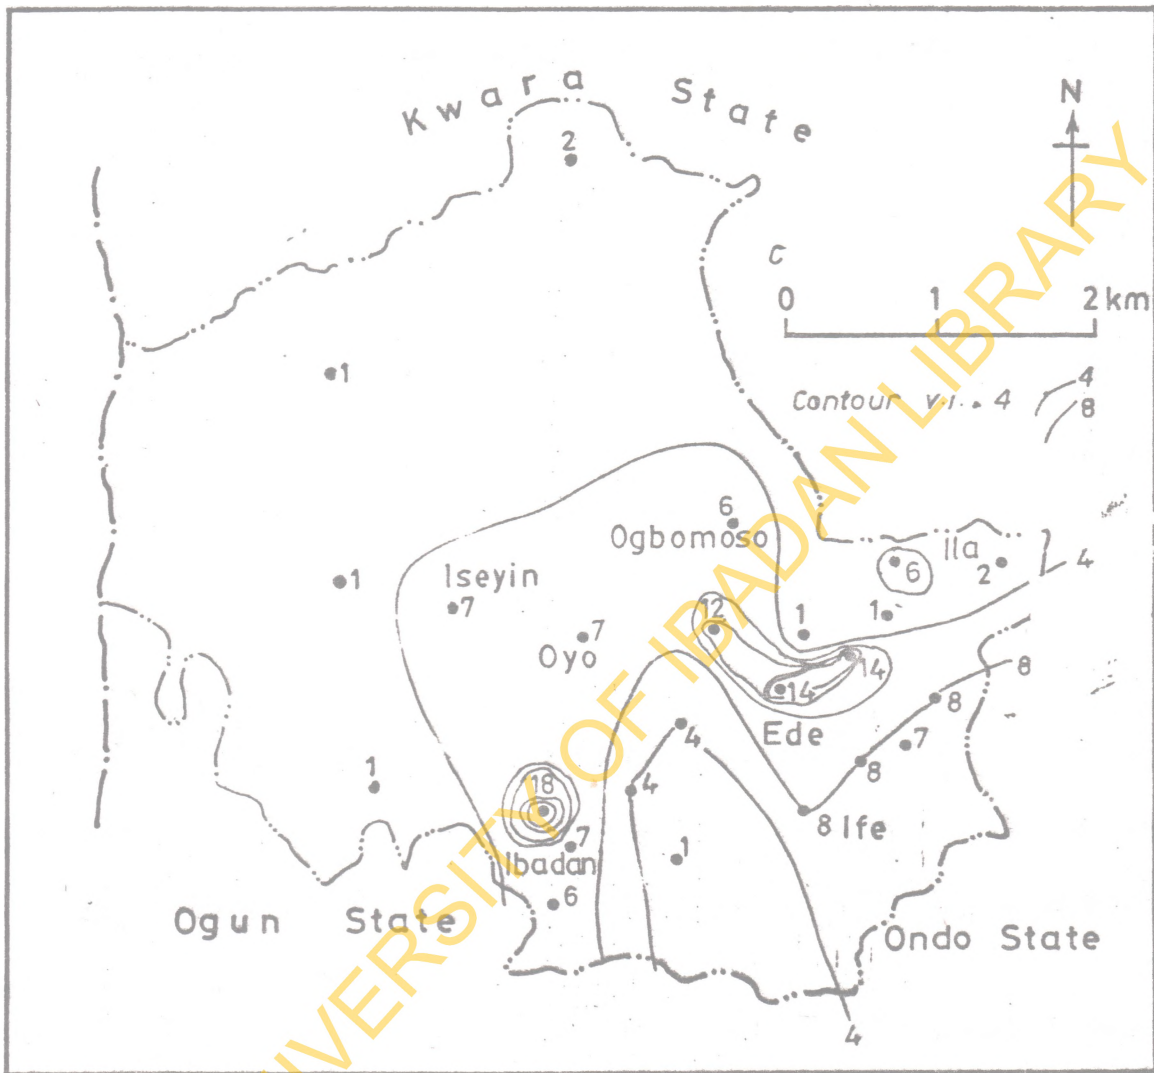 Kwara State
N
2
C
0 1 2 km
1
Contour v.i. . 4
4
8
6
Ogbomoso
Ila
6
2
4
1
Iseyin
7
1
12
1
7
Oyo
14
14
8
8
Ede
4
7
4
8
1
18
8 Ife
7
1
Ibadan
6
Ogun State
Ondo State
4
UNIVERSITY OF IBADAN LIBRARY